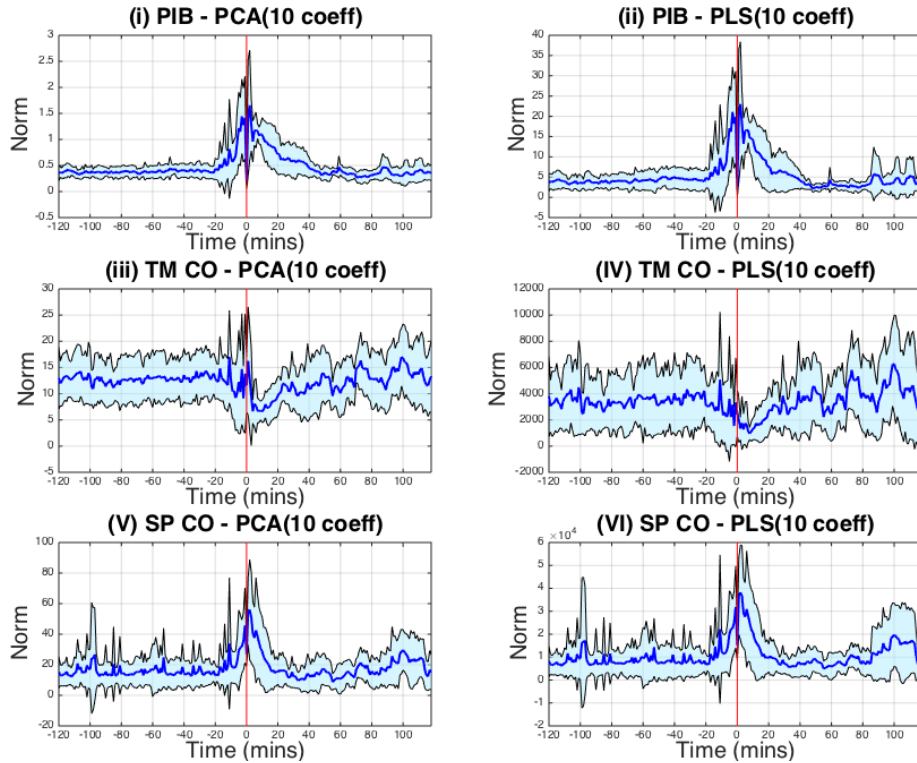 (i) PIB - PCA(10 coeff)
3
2.5
2
1.5
1
0.5
0
-0.5
Norm
-120 -100 -80 -60 -40 -20 0 20 40 60 80 100
Time (mins)
(ii) PIB - PLS(10 coeff)
40
35
30
25
20
15
10
5
0
-5
Norm
-120 -100 -80 -60 -40 -20 0 20 40 60 80 100
Time (mins)
(iii) TM CO - PCA(10 coeff)
30
25
20
15
10
5
0
-5
Norm
-120 -100 -80 -60 -40 -20 0 20 40 60 80 100
Time (mins)
(IV) TM CO - PLS(10 coeff)
12000
10000
8000
6000
4000
2000
0
-2000
Norm
-120 -100 -80 -60 -40 -20 0 20 40 60 80 100
Time (mins)
(V) SP CO - PCA(10 coeff)
100
80
60
40
20
0
-20
Norm
-120 -100 -80 -60 -40 -20 0 20 40 60 80 100
Time (mins)
(VI) SP CO - PLS(10 coeff)
× 10^4
6
5
4
3
2
1
0
-1
-2
Norm
-120 -100 -80 -60 -40 -20 0 20 40 60 80 100
Time (mins)